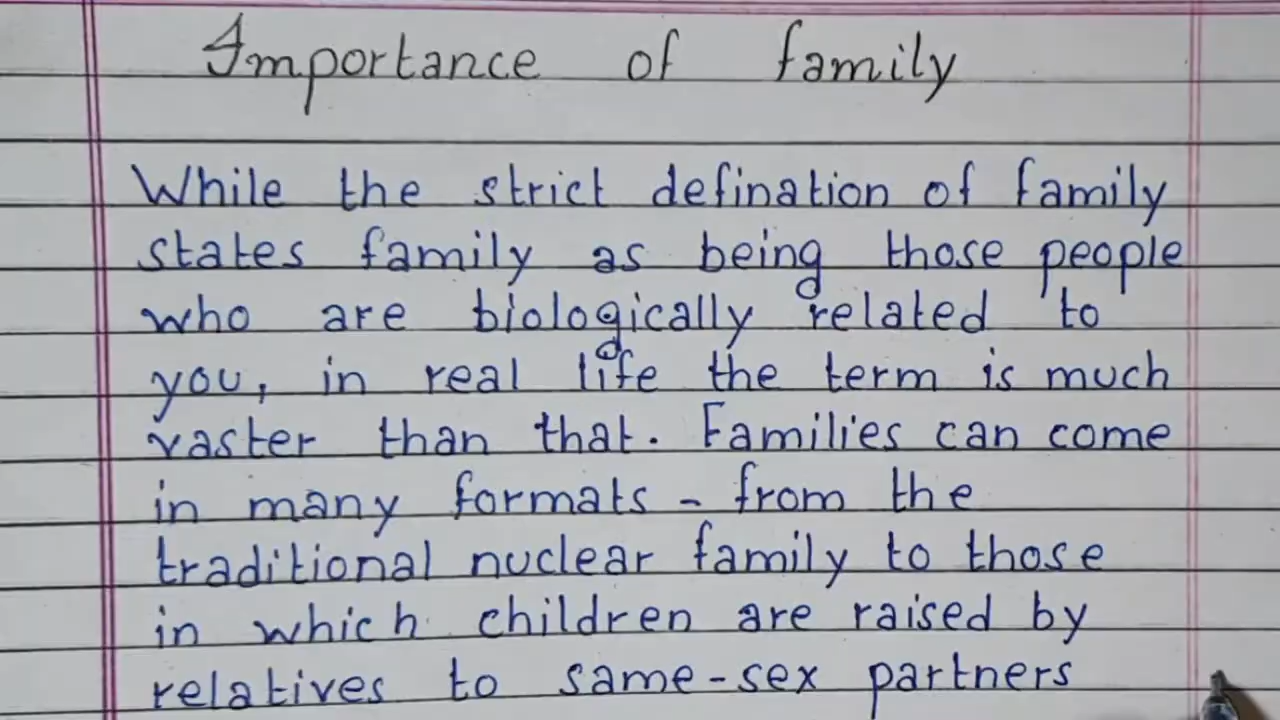 Importance of family
While the strict defination of family
states family as being those people
who are biologically related to
you, in real life the term is much
vaster than that. Families can come
in many formats - from the
traditional nuclear family to those
in which children are raised by
relatives to same-sex partners